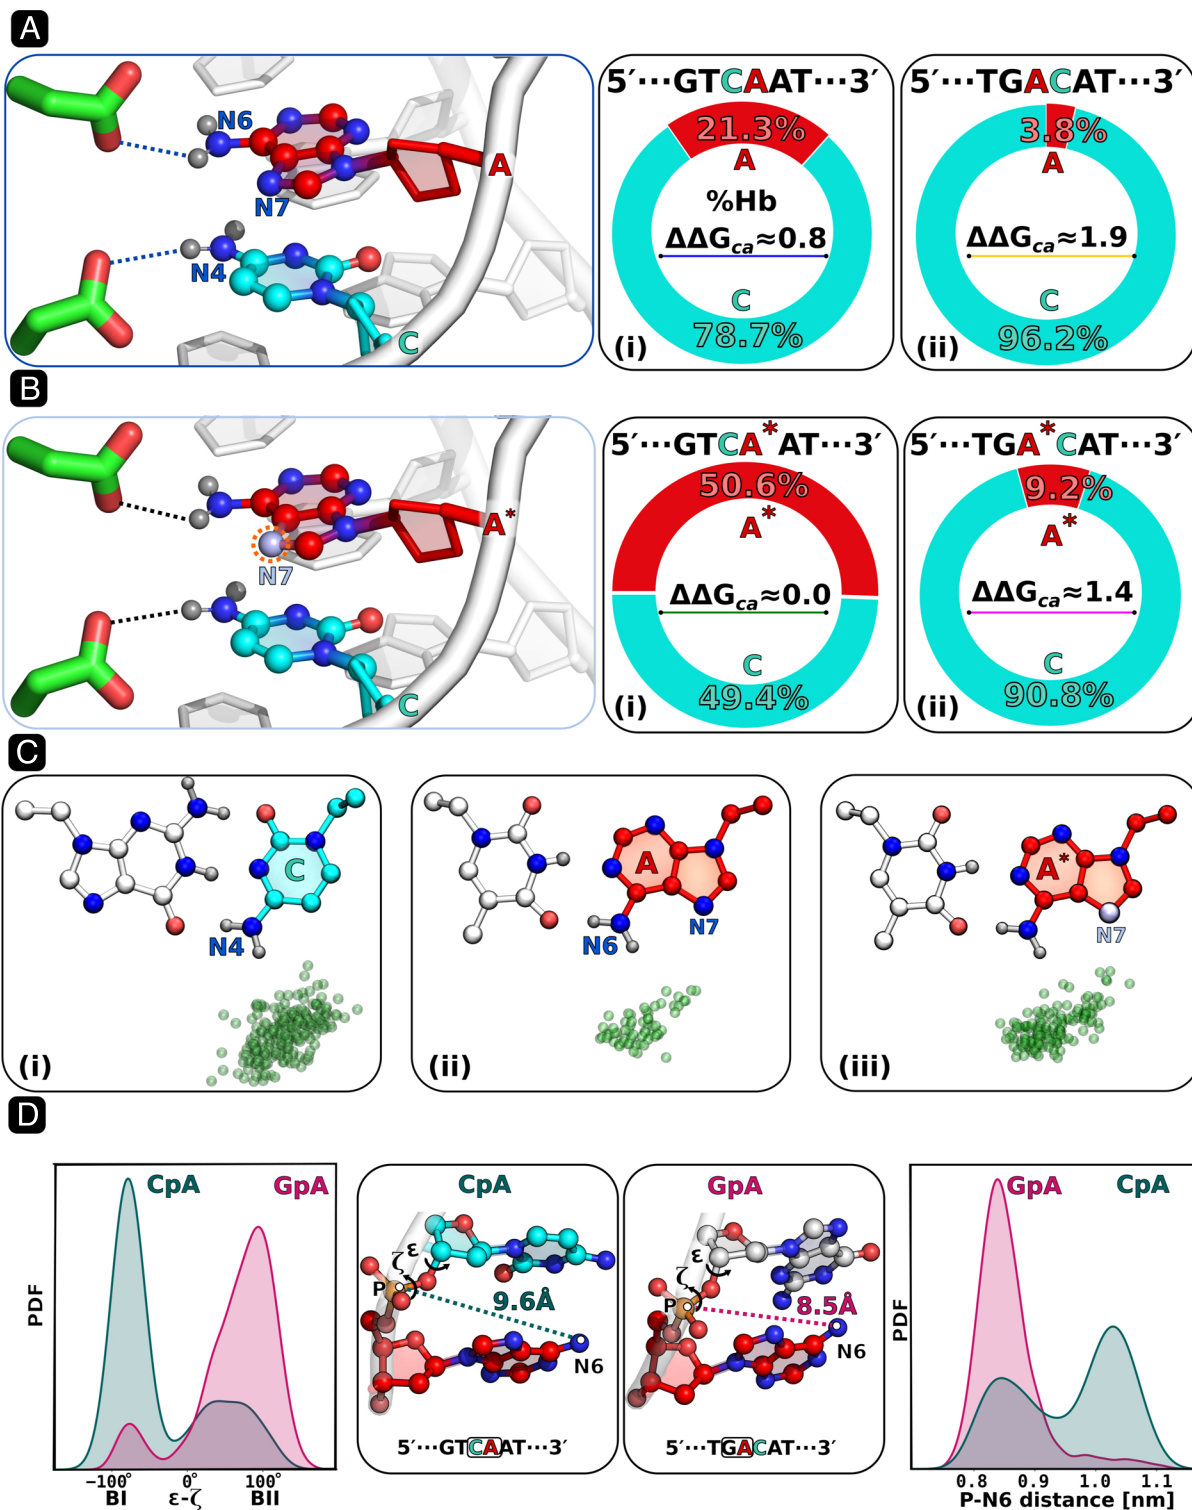 A
N6
N7
A
N4
C
5′···GTCAAT···3′
21.3%
A
%Hb
ΔΔGca≈0.8
C
78.7%
(i)
5′···TGACAT···3′
3.8%
A
ΔΔGca≈1.9
C
96.2%
(ii)
B
A*
N7
C
5′···GTCA*AT···3′
50.6%
A*
ΔΔGca≈0.0
C
49.4%
(i)
5′···TGA*CAT···3′
9.2%
A*
ΔΔGca≈1.4
C
90.8%
(ii)
C
C
N4
(i)
A
N6
N7
(ii)
A*
N7
(iii)
D
CpA
GpA
PDF
−100° 0° 100°
BI ε-ζ BII
CpA
ε
ζ
P
9.6Å
N6
5′···GTCAAT···3′
GpA
ε
ζ
P
8.5Å
N6
5′···TGACAT···3′
GpA
CpA
PDF
0.8 0.9 1.0 1.1
P-N6 distance [nm]